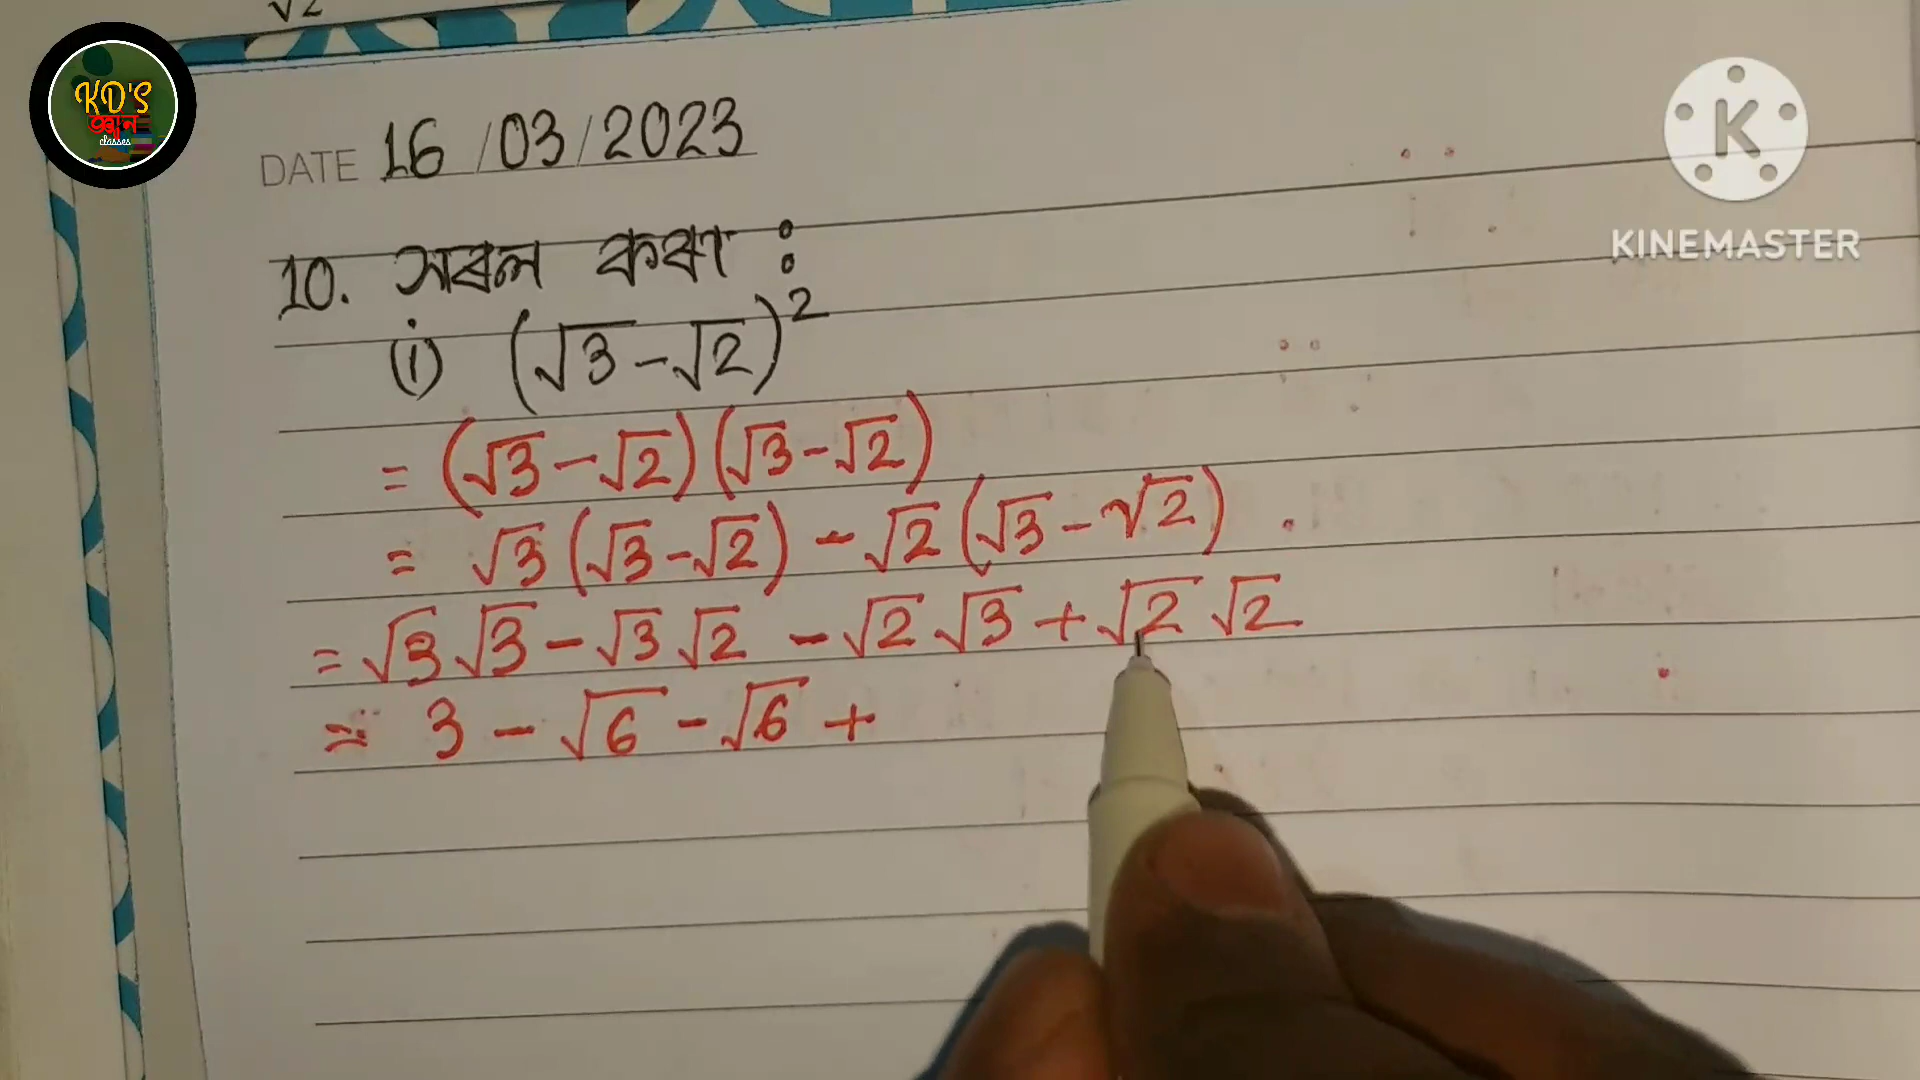 √2
KD'S
জ্ঞান
classes
K
KINEMASTER
DATE 16/03/2023
10. সৰল কৰা :
(i) (√3-√2)²
= (√3-√2)(√3-√2)
= √3(√3-√2) - √2(√3-√2)
= √3√3 - √3√2 - √2√3 + √2√2
= 3 - √6 - √6 +